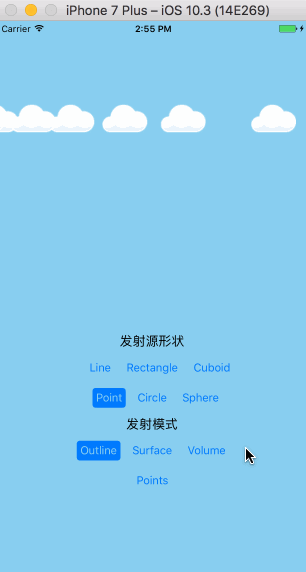 iPhone 7 Plus – iOS 10.3 (14E269)
Carrier 2:55 PM
发射源形状
Line Rectangle Cuboid
Point Circle Sphere
发射模式
Outline Surface Volume
Points